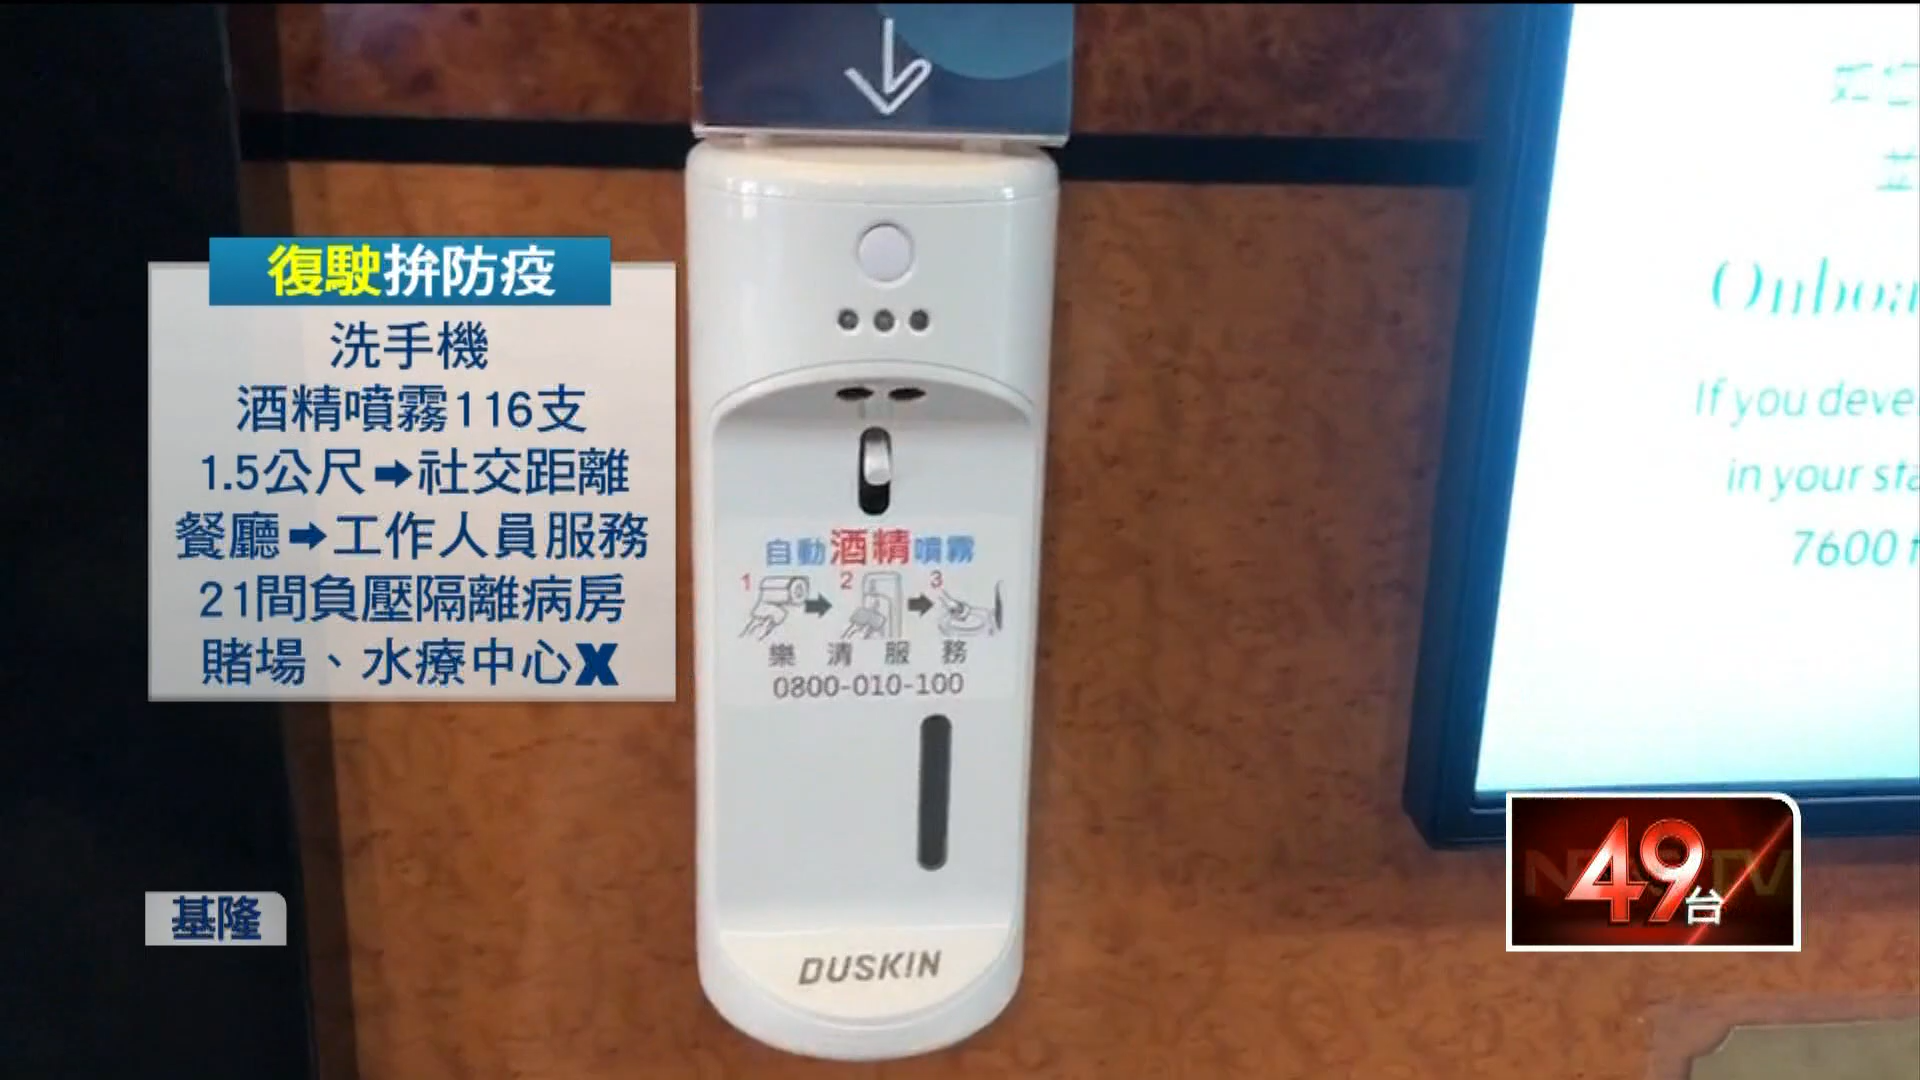 復駛拚防疫
洗手機
酒精噴霧116支
1.5公尺➡社交距離
餐廳➡工作人員服務
21間負壓隔離病房
賭場、水療中心X
基隆
自動酒精噴霧
1 2 3
樂清服務
0800-010-100
DUSKIN
If you deve
in your sta
7600
49台